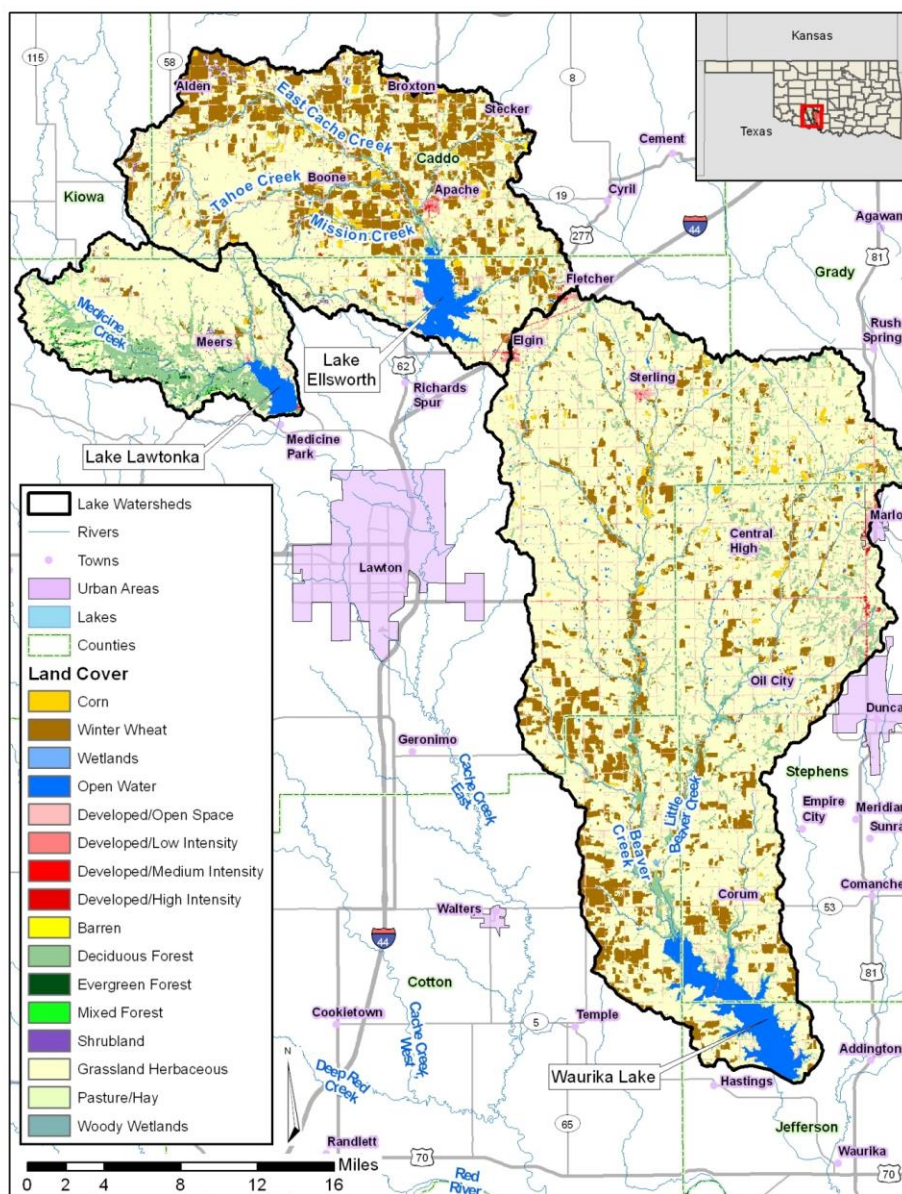 Kansas
Texas
115
58
8
Alden
Broxton
Stecker
East Cache Creek
Cement
Caddo
Boone
Apache
Tahoe Creek
Kiowa
19
Cyril
Mission Creek
44
277
81
Agawam
Fletcher
Grady
Medicine
Creek
Meers
Elgin
Rush
Spring
Lake
Ellsworth
62
Richards
Spur
Sterling
Lake Lawtonka
Medicine
Park
Marlo
Central
High
Lawton
Oil City
Dunca
Geronimo
Cache Creek
East
Stephens
Little
Beaver Creek
Beaver
Creek
Empire
City
Meridian
Sunra
Corum
Comanche
53
Walters
44
Cotton
81
Cookietown
Cache Creek
West
5
Temple
Addington
Waurika Lake
Hastings
Deep Red
Creek
Jefferson
65
Randlett
70
Waurika
70
Red
River
Lake Watersheds
Rivers
Towns
Urban Areas
Lakes
Counties
Land Cover
Corn
Winter Wheat
Wetlands
Open Water
Developed/Open Space
Developed/Low Intensity
Developed/Medium Intensity
Developed/High Intensity
Barren
Deciduous Forest
Evergreen Forest
Mixed Forest
Shrubland
Grassland Herbaceous
Pasture/Hay
Woody Wetlands
N
Miles
0 2 4 8 12 16